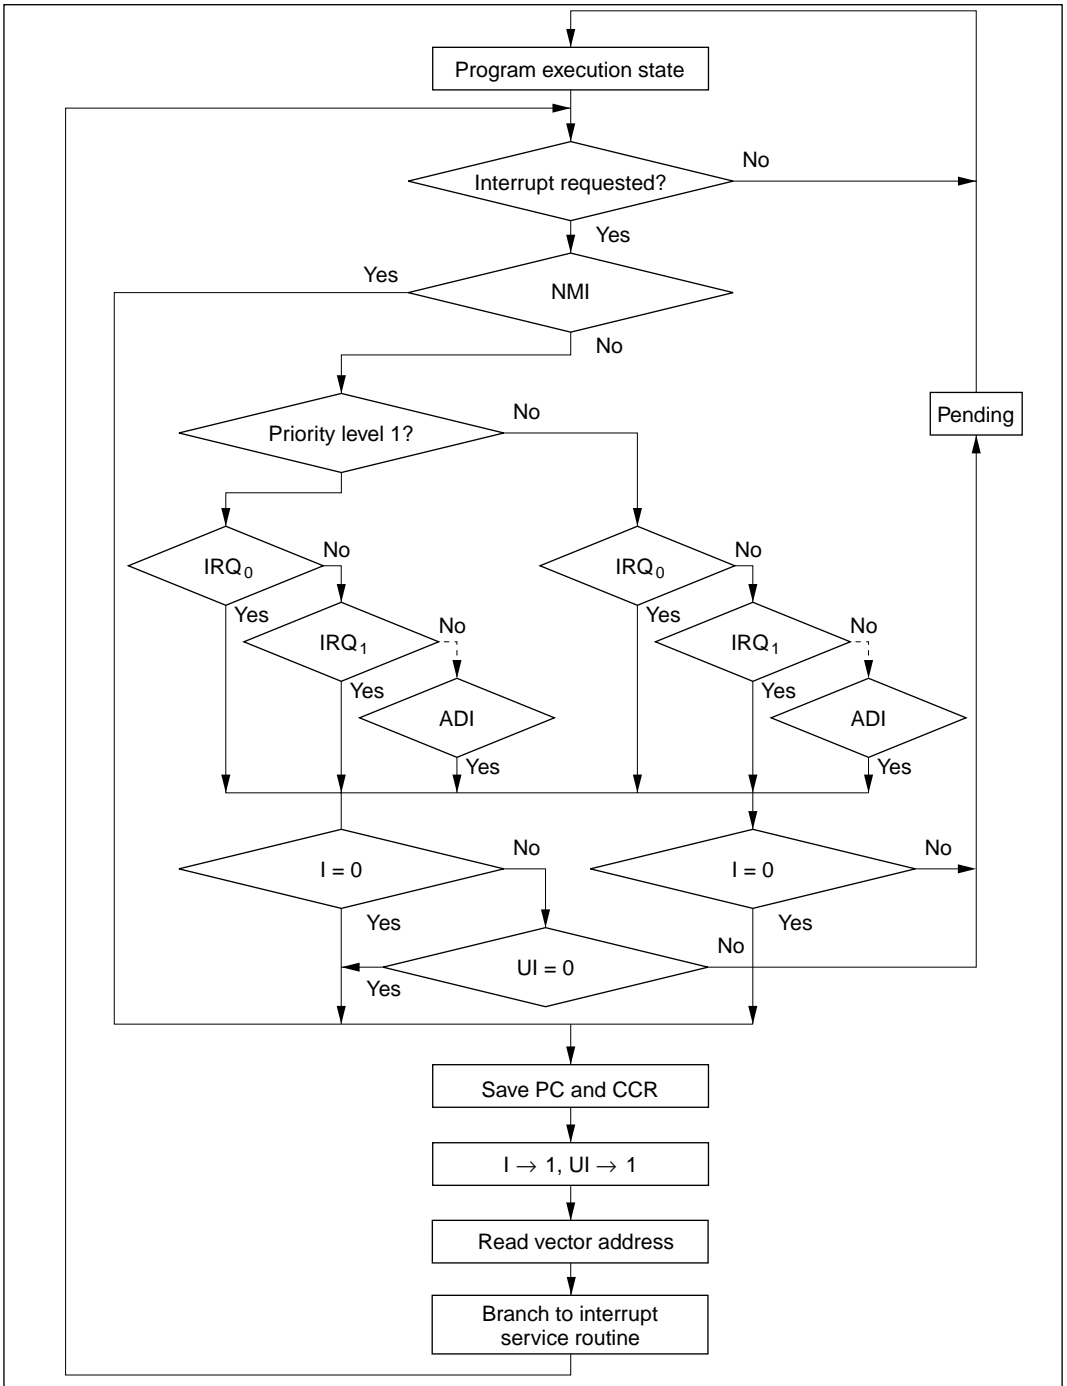 Program execution state
No
Interrupt requested?
Yes
Yes
NMI
No
No
Pending
Priority level 1?
No
No
IRQ0
IRQ0
Yes
No
Yes
No
IRQ1
IRQ1
Yes
Yes
ADI
ADI
Yes
Yes
No
No
I = 0
I = 0
Yes
Yes
No
UI = 0
Yes
Save PC and CCR
I → 1, UI → 1
Read vector address
Branch to interrupt
service routine